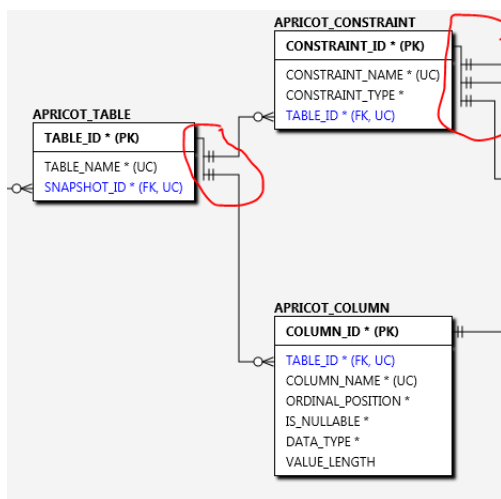 APRICOT_CONSTRAINT
CONSTRAINT_ID * (PK)
CONSTRAINT_NAME * (UC)
CONSTRAINT_TYPE *
TABLE_ID * (FK, UC)
APRICOT_TABLE
TABLE_ID * (PK)
TABLE_NAME * (UC)
SNAPSHOT_ID * (FK, UC)
APRICOT_COLUMN
COLUMN_ID * (PK)
TABLE_ID * (FK, UC)
COLUMN_NAME * (UC)
ORDINAL_POSITION *
IS_NULLABLE *
DATA_TYPE *
VALUE_LENGTH